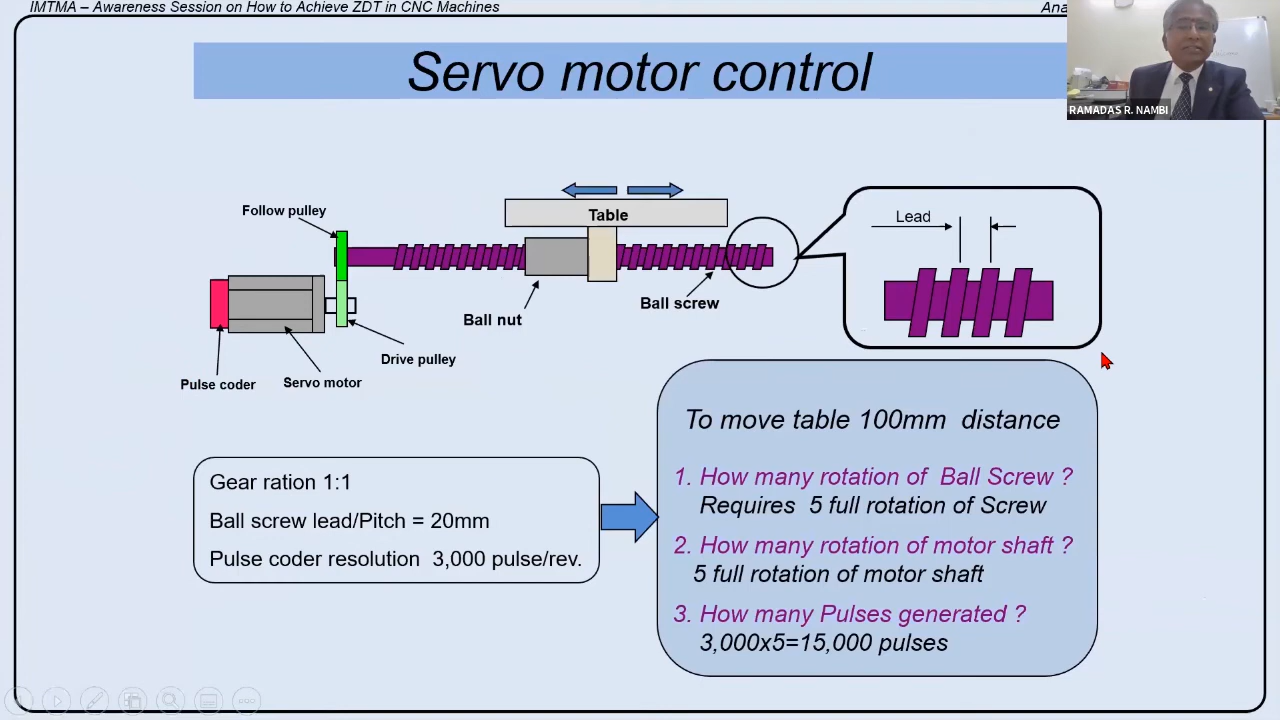 IMTMA – Awareness Session on How to Achieve ZDT in CNC Machines
Ana
RAMADAS R. NAMBI
Servo motor control
Follow pulley
Table
Lead
Ball screw
Ball nut
Drive pulley
Pulse coder
Servo motor
Gear ration 1:1
Ball screw lead/Pitch = 20mm
Pulse coder resolution 3,000 pulse/rev.
To move table 100mm distance
1. How many rotation of Ball Screw ?
Requires 5 full rotation of Screw
2. How many rotation of motor shaft ?
5 full rotation of motor shaft
3. How many Pulses generated ?
3,000x5=15,000 pulses